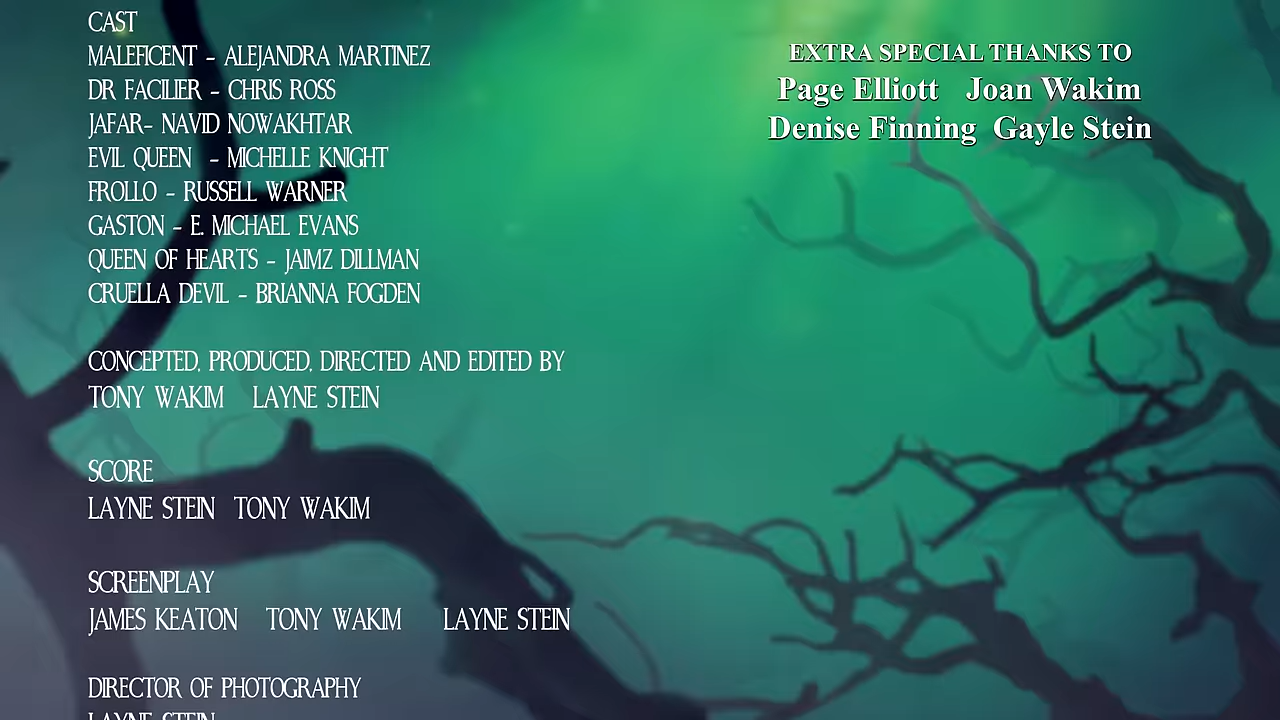 CAST
MALEFICENT - ALEJANDRA MARTINEZ
DR FACILIER - CHRIS ROSS
JAFAR- NAVID NOWAKHTAR
EVIL QUEEN - MICHELLE KNIGHT
FROLLO - RUSSELL WARNER
GASTON - E. MICHAEL EVANS
QUEEN OF HEARTS - JAIMZ DILLMAN
CRUELLA DEVIL - BRIANNA FOGDEN
CONCEPTED, PRODUCED, DIRECTED AND EDITED BY
TONY WAKIM LAYNE STEIN
SCORE
LAYNE STEIN TONY WAKIM
SCREENPLAY
JAMES KEATON TONY WAKIM LAYNE STEIN
DIRECTOR OF PHOTOGRAPHY
LAYNE STEIN
EXTRA SPECIAL THANKS TO
Page Elliott Joan Wakim
Denise Finning Gayle Stein